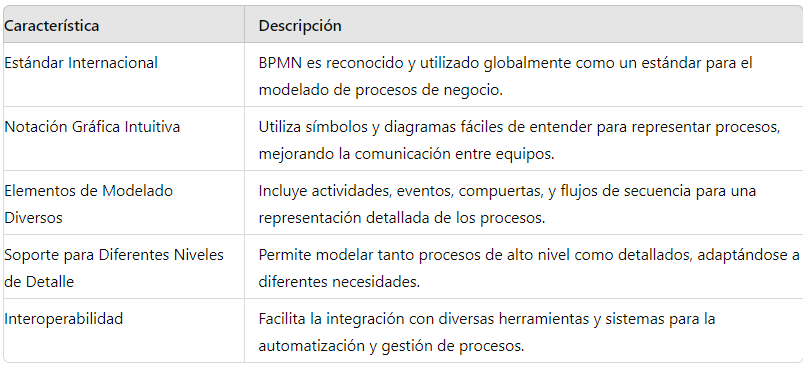 Característica Descripción
Estándar Internacional BPMN es reconocido y utilizado globalmente como un estándar para el
modelado de procesos de negocio.
Notación Gráfica Intuitiva Utiliza símbolos y diagramas fáciles de entender para representar procesos,
mejorando la comunicación entre equipos.
Elementos de Modelado Incluye actividades, eventos, compuertas, y flujos de secuencia para una
Diversos representación detallada de los procesos.
Soporte para Diferentes Niveles Permite modelar tanto procesos de alto nivel como detallados, adaptándose a
de Detalle diferentes necesidades.
Interoperabilidad Facilita la integración con diversas herramientas y sistemas para la
automatización y gestión de procesos.